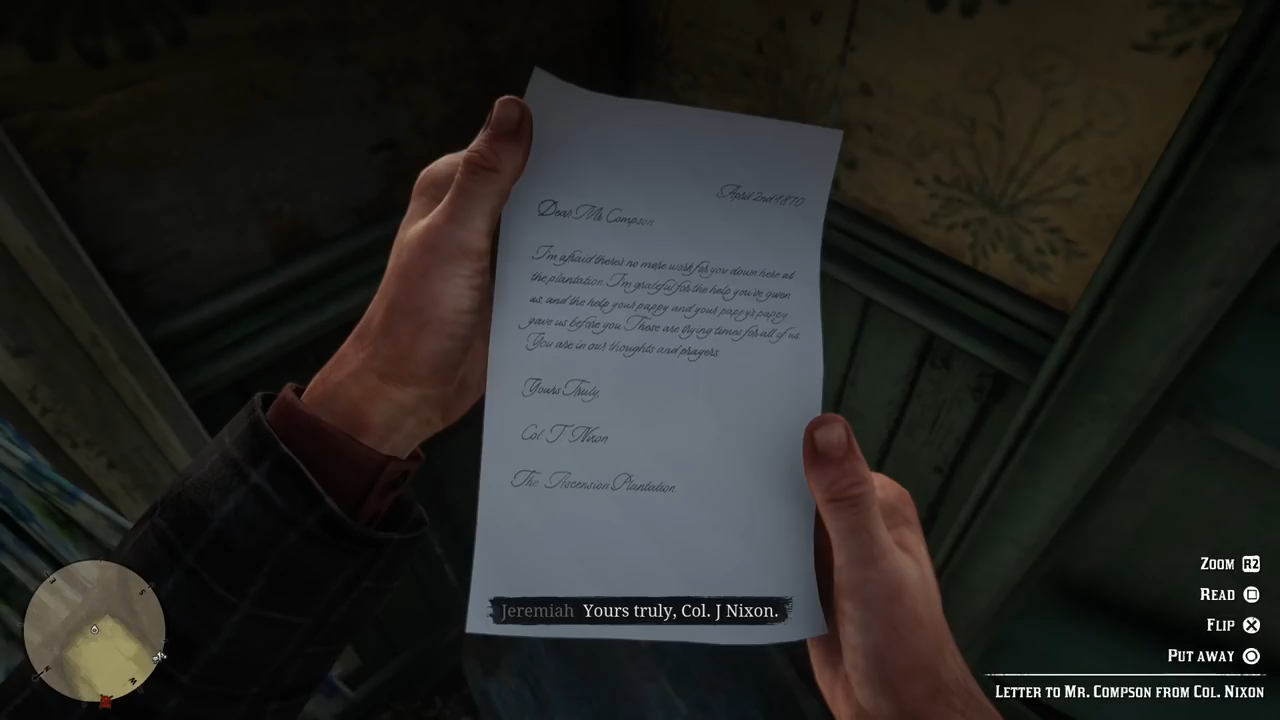 April 2nd 1870
Dear Mr. Compson,
I'm afraid there's no more work for you down here at
the plantation. I'm grateful for the help you've given
us, and the help your pappy and your pappy's pappy
gave us before you. These are trying times for all of us.
You are in our thoughts and prayers.
Yours Truly,
Col. J Nixon
The Ascension Plantation.
Jeremiah Yours truly, Col. J Nixon.
ZOOM R2
READ
FLIP
PUT AWAY
LETTER TO MR. COMPSON FROM COL. NIXON